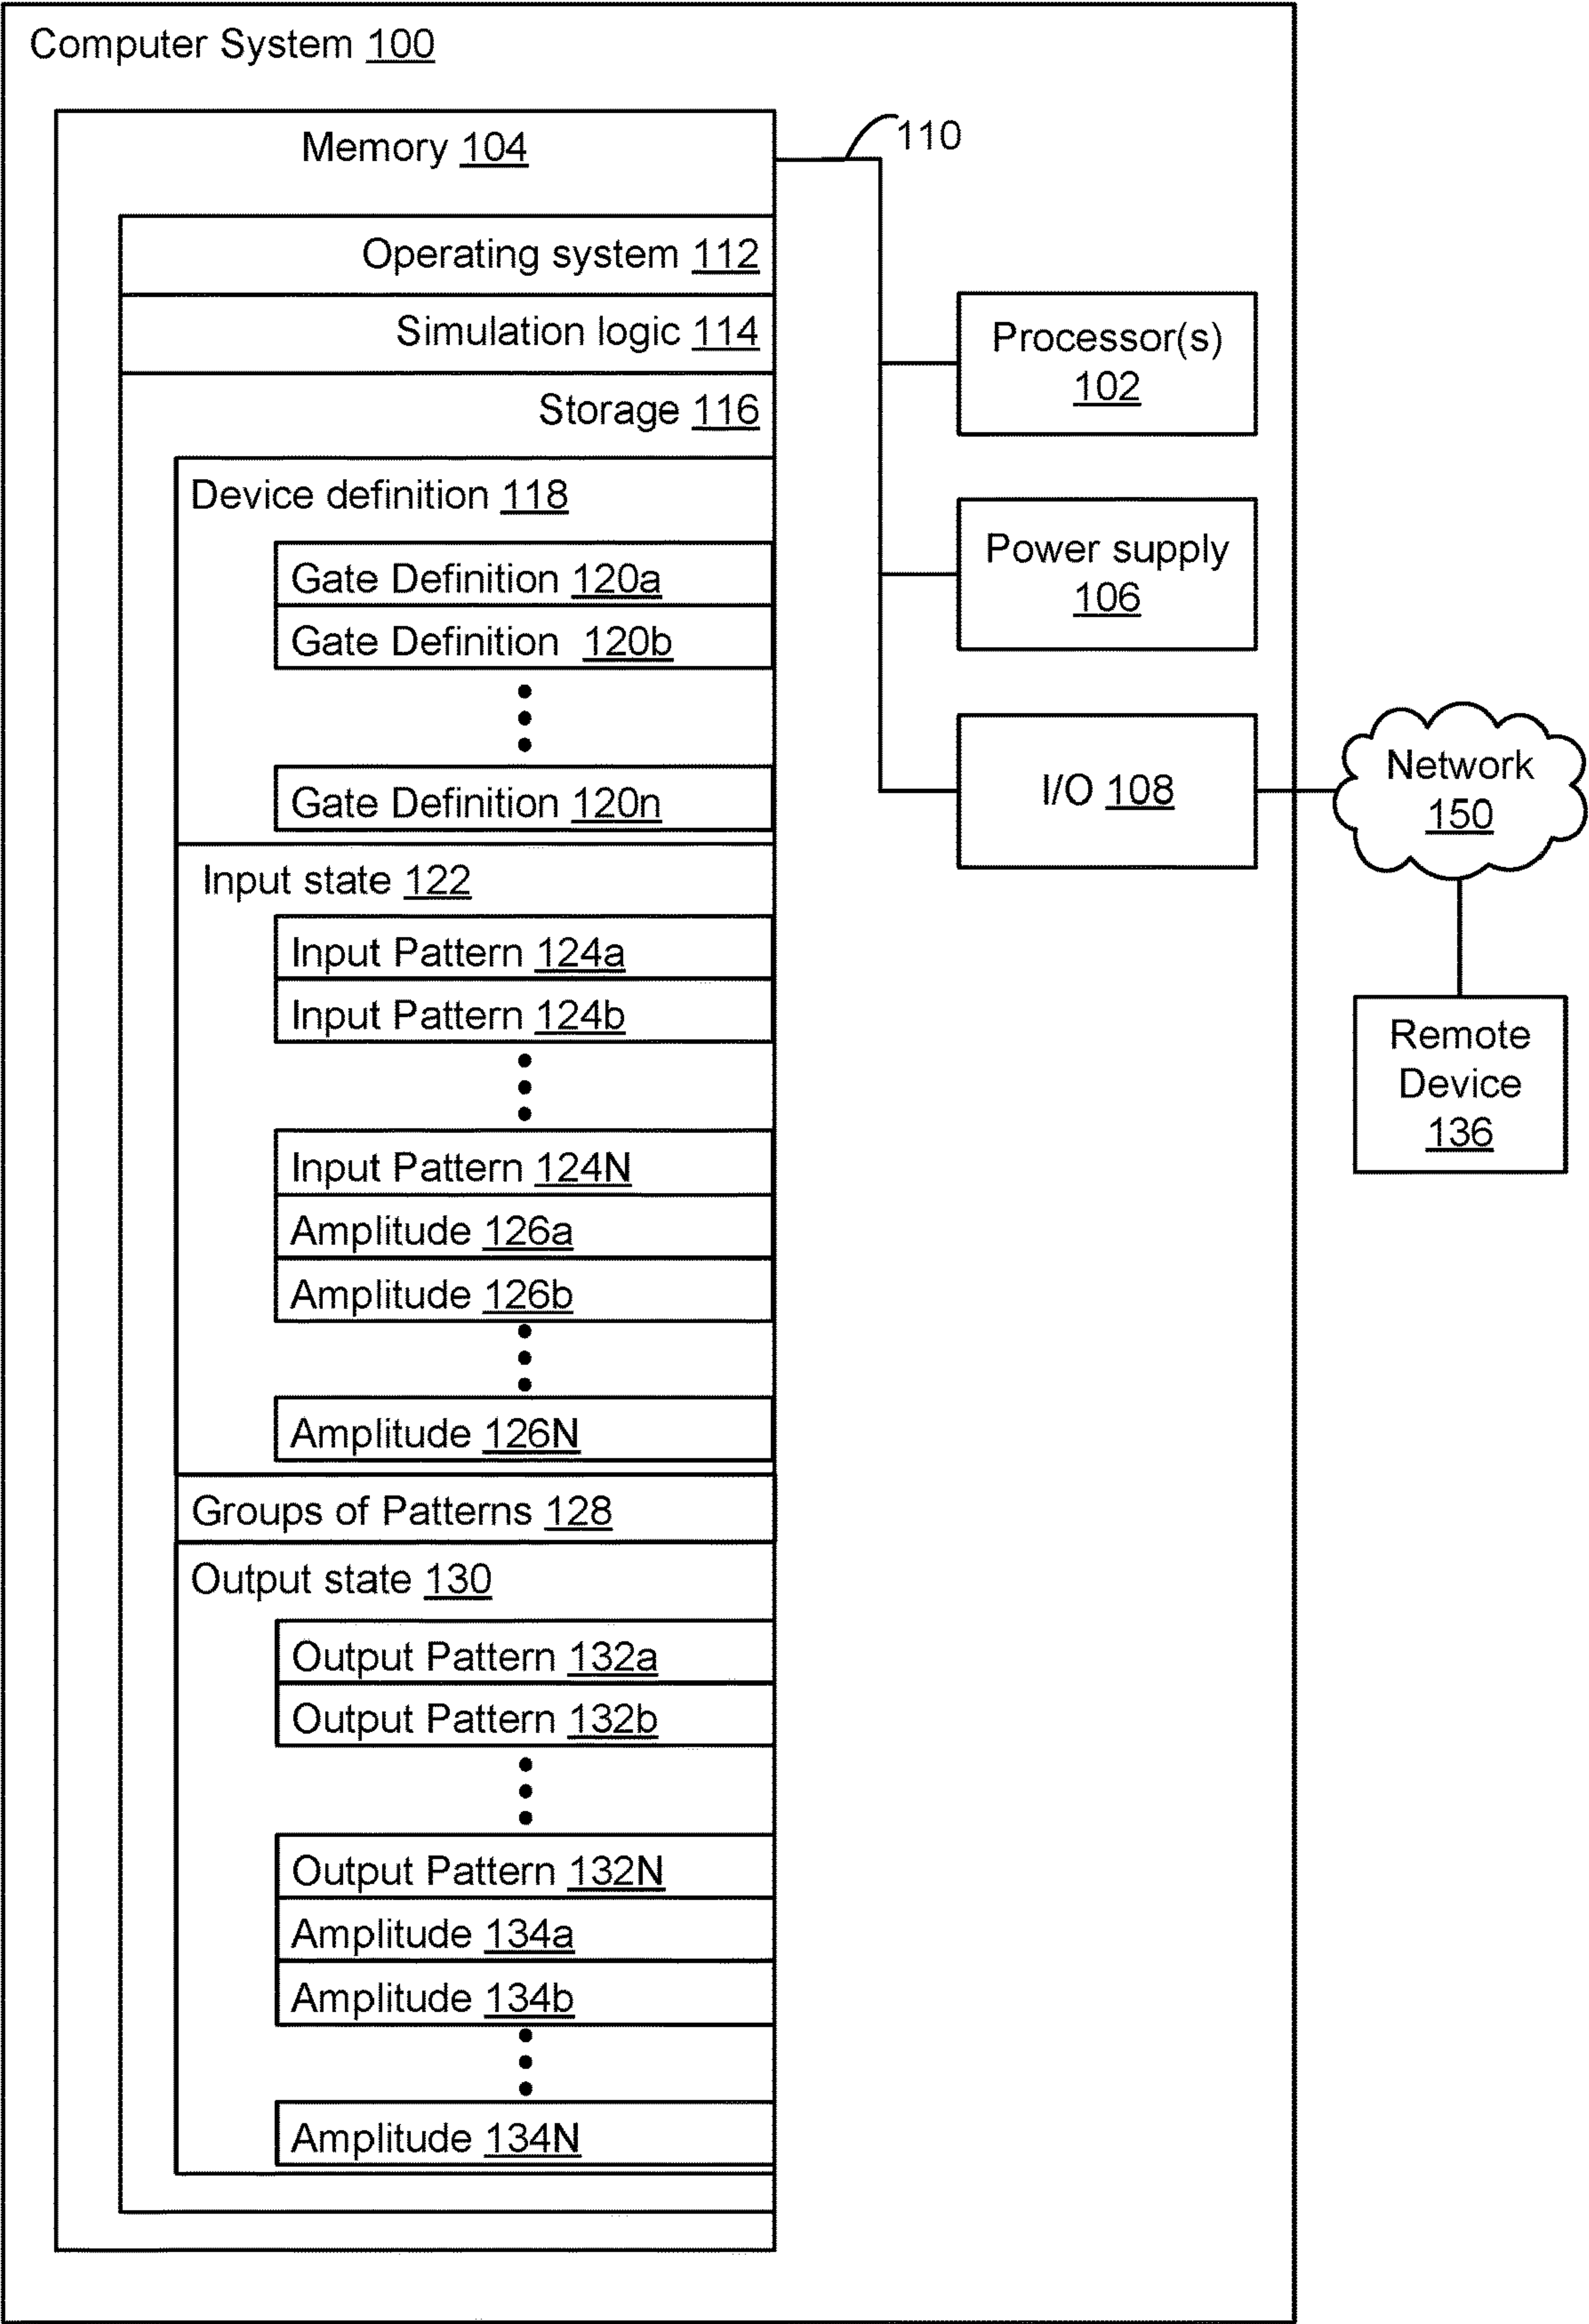 Computer System 100
Memory 104
110
Operating system 112
Simulation logic 114
Storage 116
Device definition 118
Gate Definition 120a
Gate Definition 120b
Gate Definition 120n
Input state 122
Input Pattern 124a
Input Pattern 124b
Input Pattern 124N
Amplitude 126a
Amplitude 126b
Amplitude 126N
Groups of Patterns 128
Output state 130
Output Pattern 132a
Output Pattern 132b
Output Pattern 132N
Amplitude 134a
Amplitude 134b
Amplitude 134N
Processor(s)
102
Power supply
106
I/O 108
Network
150
Remote
Device
136